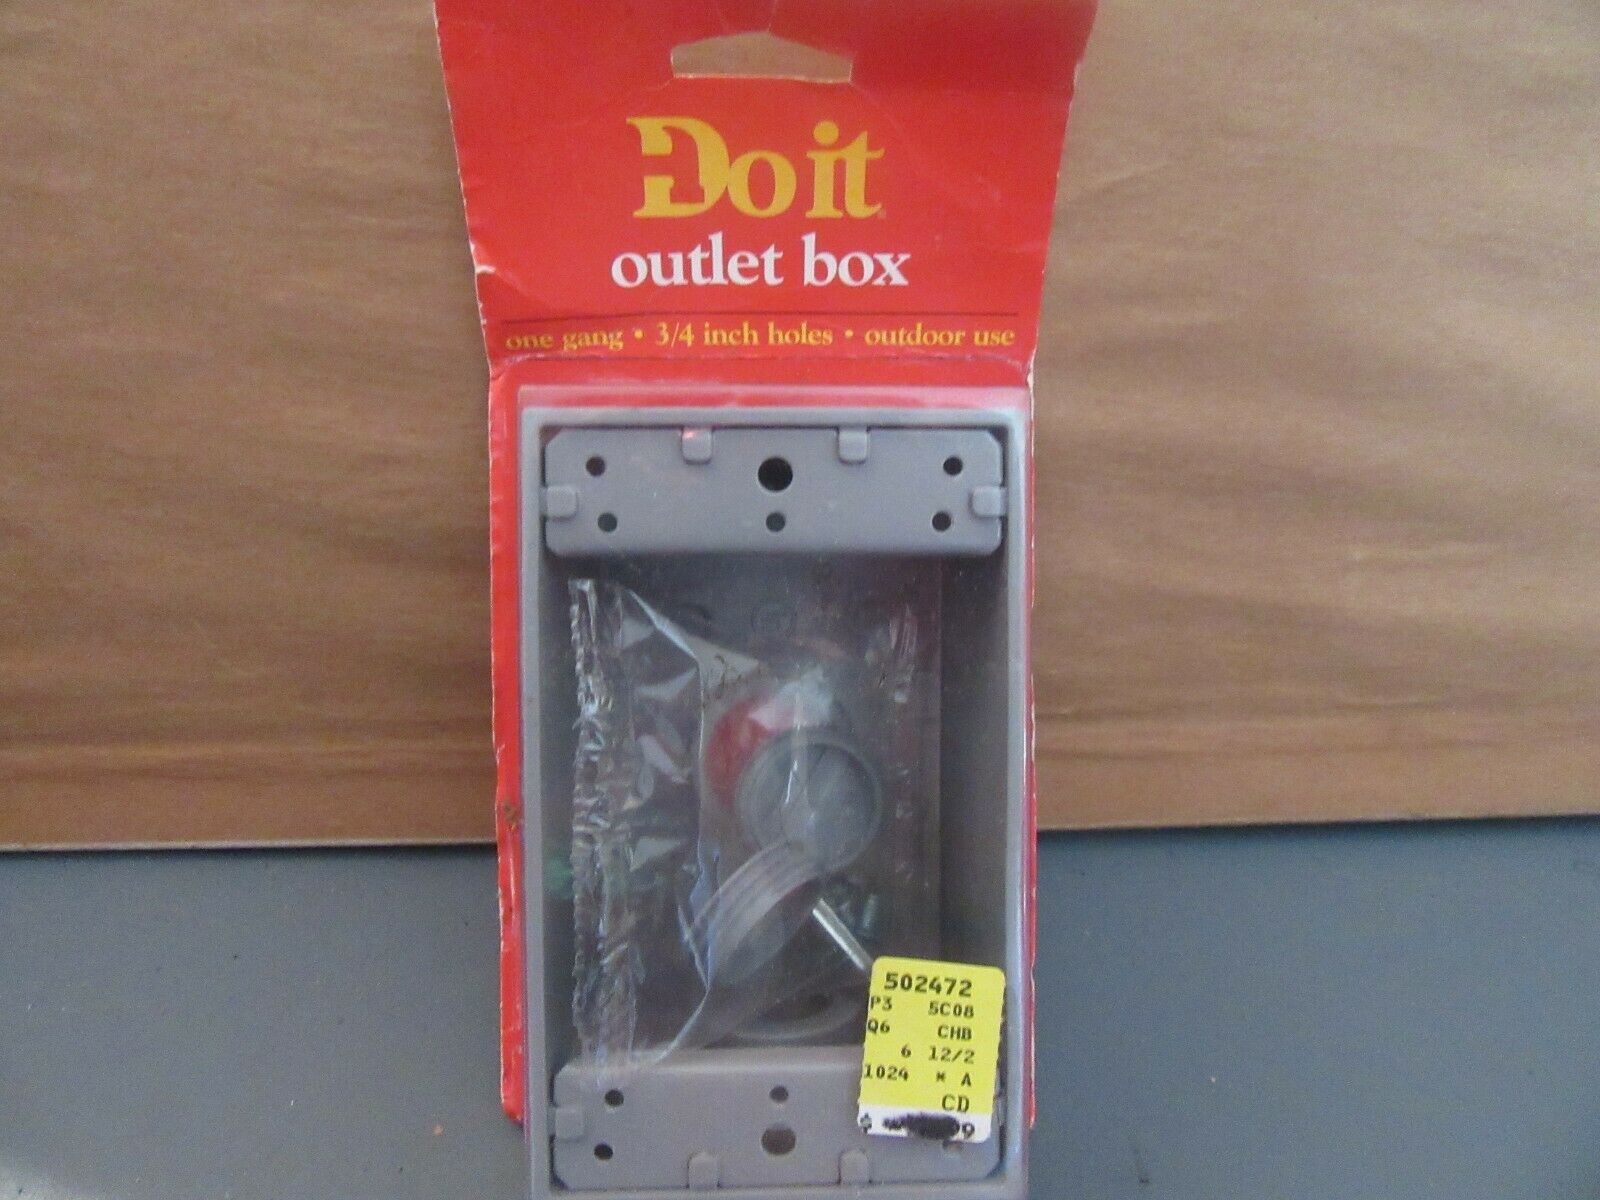 Do it
outlet box
one gang • 3/4 inch holes • outdoor use
502472
P3 5C08
Q6 CHB
6 12/2
1024 * A
CD
$ 9